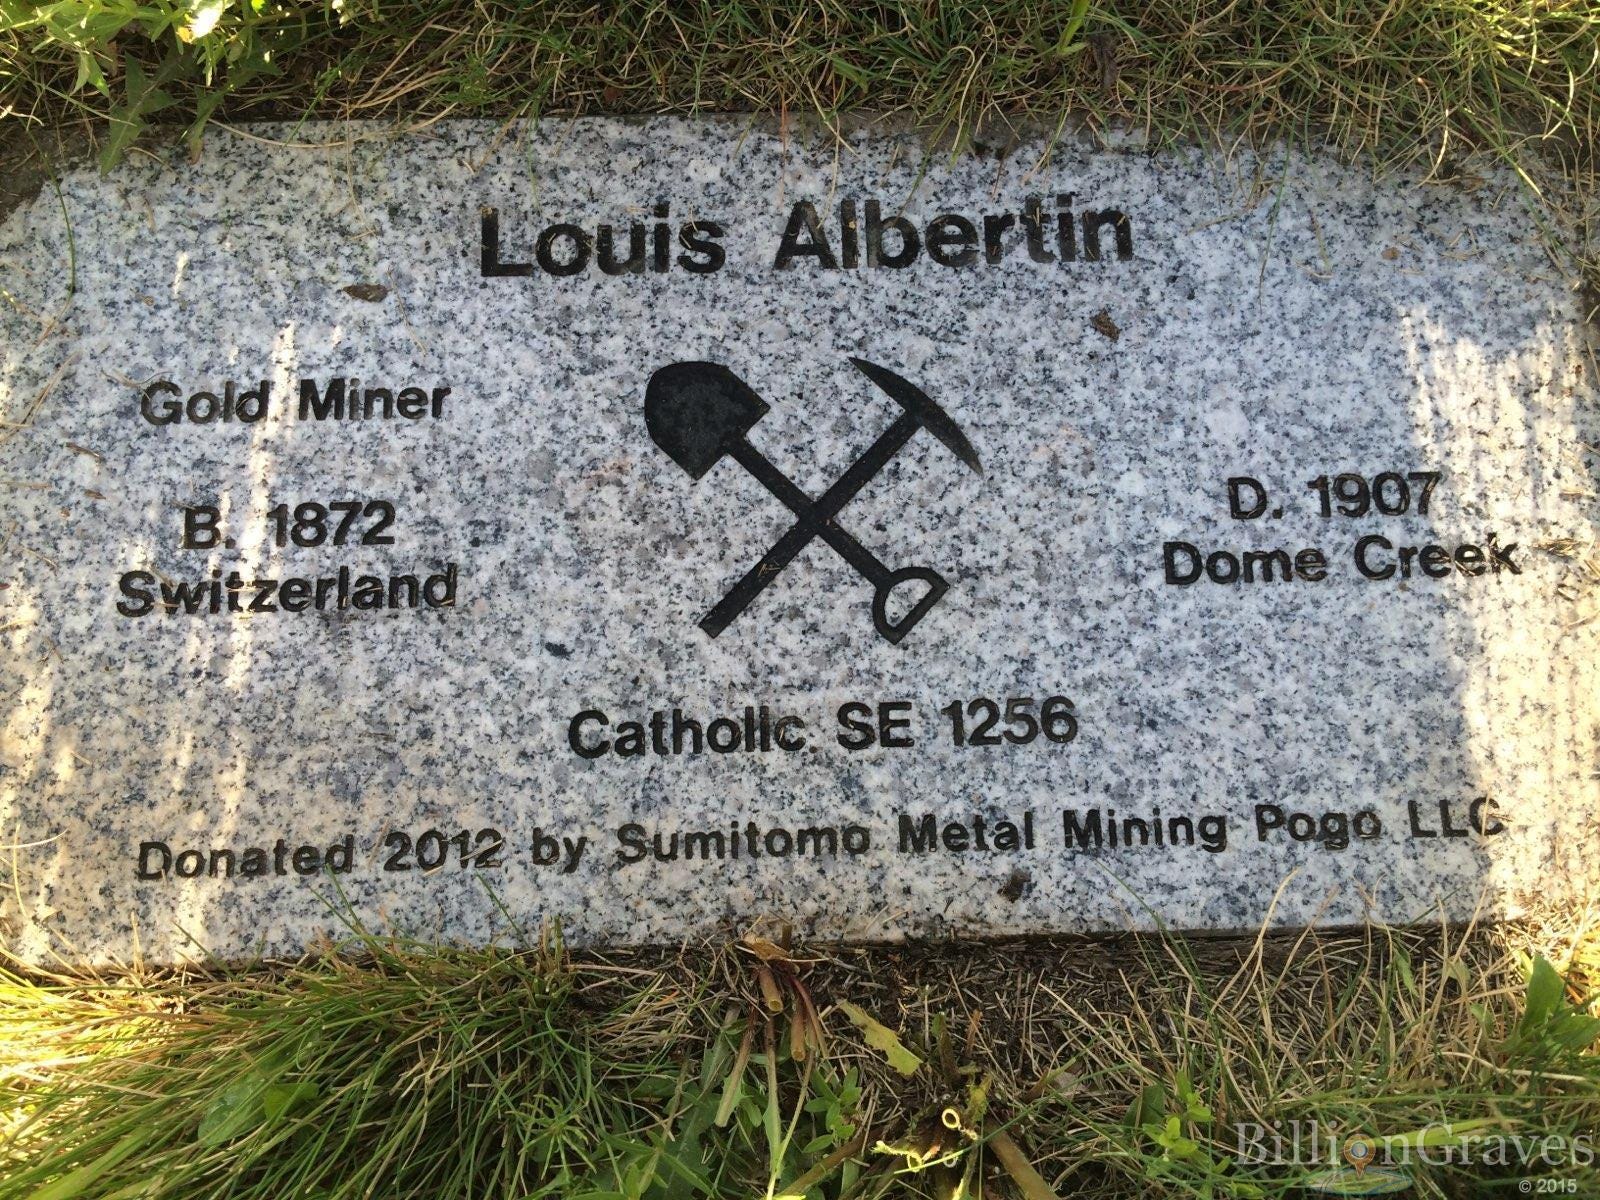 Louis Albertin
Gold Miner
B. 1872
Switzerland
D. 1907
Dome Creek
Catholic SE 1256
Donated 2012 by Sumitomo Metal Mining Pogo LLC
BillionGraves
© 2015